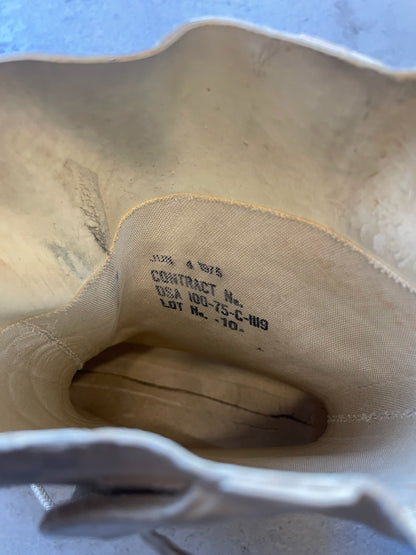 JUN 4 1975
CONTRACT No.
DSA 100-75-C-1119
LOT No. -10-